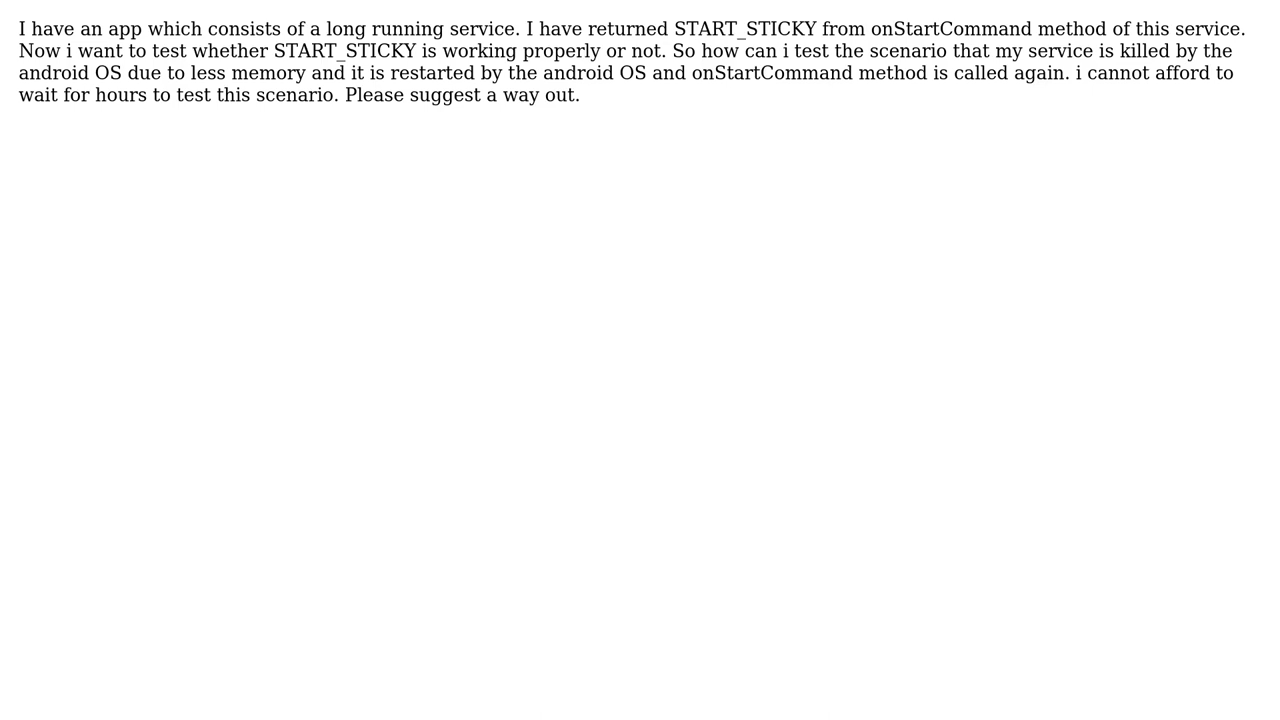 I have an app which consists of a long running service. I have returned START_STICKY from onStartCommand method of this service.
Now i want to test whether START_STICKY is working properly or not. So how can i test the scenario that my service is killed by the
android OS due to less memory and it is restarted by the android OS and onStartCommand method is called again. i cannot afford to
wait for hours to test this scenario. Please suggest a way out.